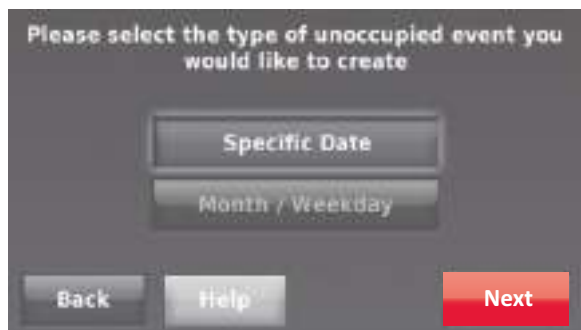 Please select the type of unoccupied event you
would like to create
Specific Date
Month / Weekday
Back
Help
Next